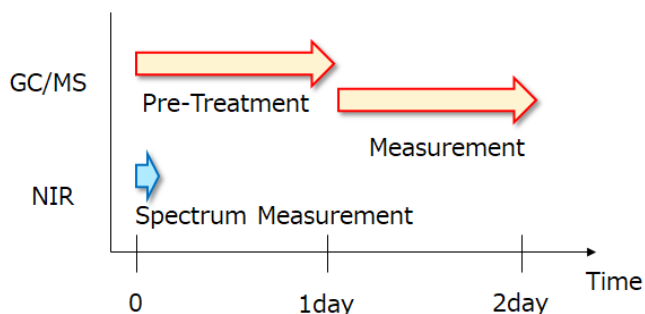 GC/MS
Pre-Treatment
Measurement
NIR
Spectrum Measurement
Time
0
1day
2day